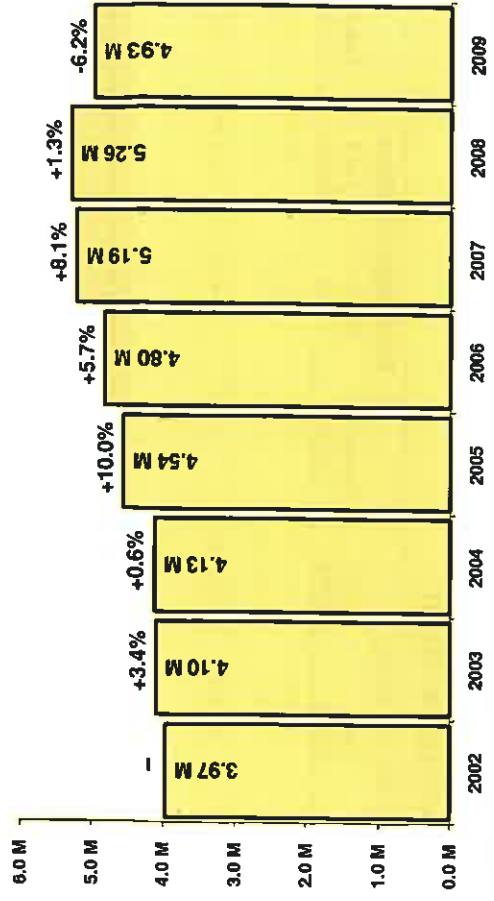 6.0 M
5.0 M
4.0 M
3.0 M
2.0 M
1.0 M
0.0 M
–
+3.4%
+0.6%
+10.0%
+5.7%
+8.1%
+1.3%
-6.2%
3.97 M
4.10 M
4.13 M
4.54 M
4.80 M
5.19 M
5.26 M
4.93 M
2002
2003
2004
2005
2006
2007
2008
2009